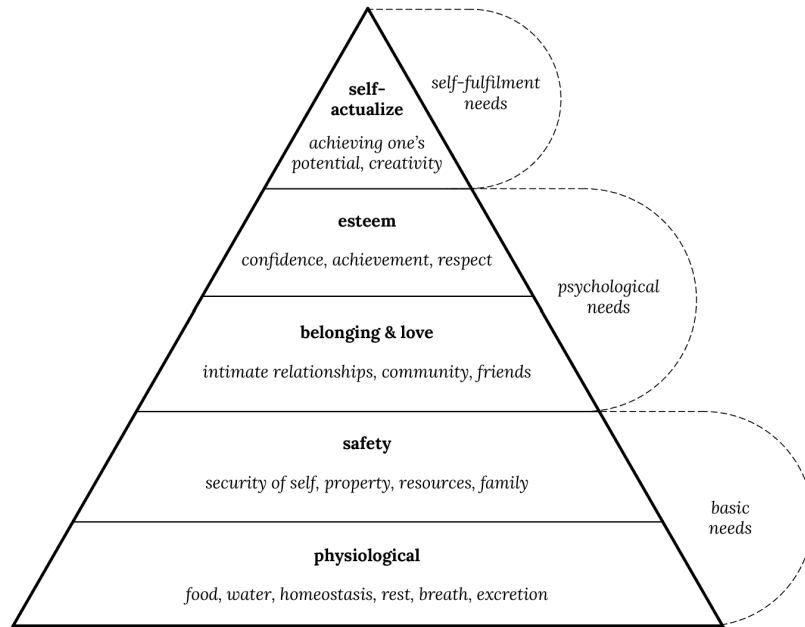 self-
actualize
achieving one's
potential, creativity
self-fulfilment
needs
esteem
confidence, achievement, respect
psychological
needs
belonging & love
intimate relationships, community, friends
safety
security of self, property, resources, family
basic
needs
physiological
food, water, homeostasis, rest, breath, excretion